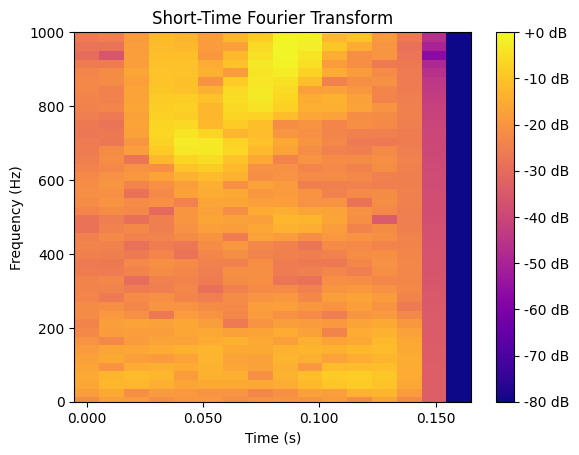 Short-Time Fourier Transform
1000
800
600
400
200
0
Frequency (Hz)
0.000
0.050
0.100
0.150
Time (s)
+0 dB
-10 dB
-20 dB
-30 dB
-40 dB
-50 dB
-60 dB
-70 dB
-80 dB